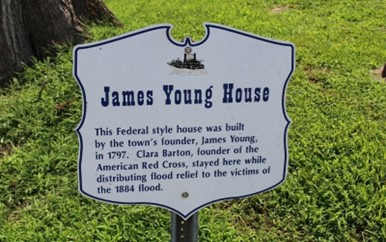 James Young House
This Federal style house was built
by the town's founder, James Young,
in 1797. Clara Barton, founder of the
American Red Cross, stayed here while
distributing flood relief to the victims of
the 1884 flood.